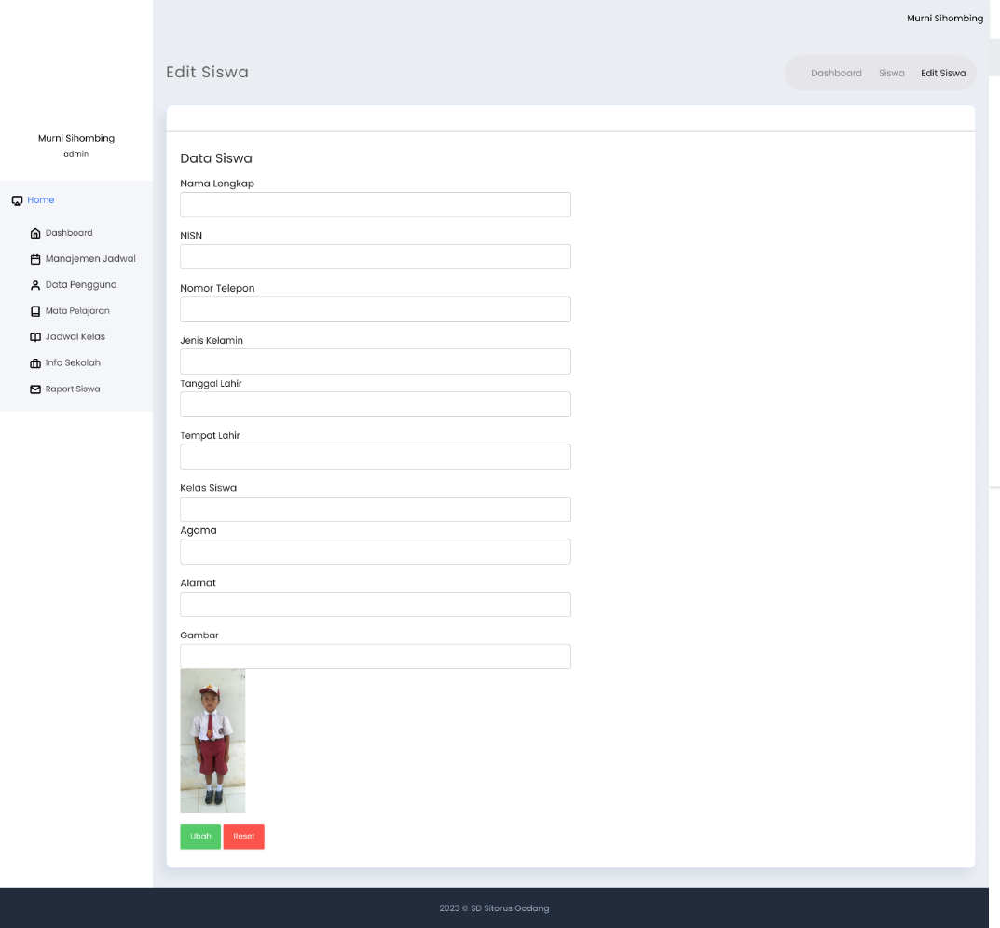 Murni Sihombing
Edit Siswa
Dashboard Siswa Edit Siswa
Murni Sihombing
admin
Home
Dashboard
Manajemen Jadwal
Data Pengguna
Mata Pelajaran
Jadwal Kelas
Info Sekolah
Raport Siswa
Data Siswa
Nama Lengkap
NISN
Nomor Telepon
Jenis Kelamin
Tanggal Lahir
Tempat Lahir
Kelas Siswa
Agama
Alamat
Gambar
Ubah Reset
2023 © SD Sitorus Godang